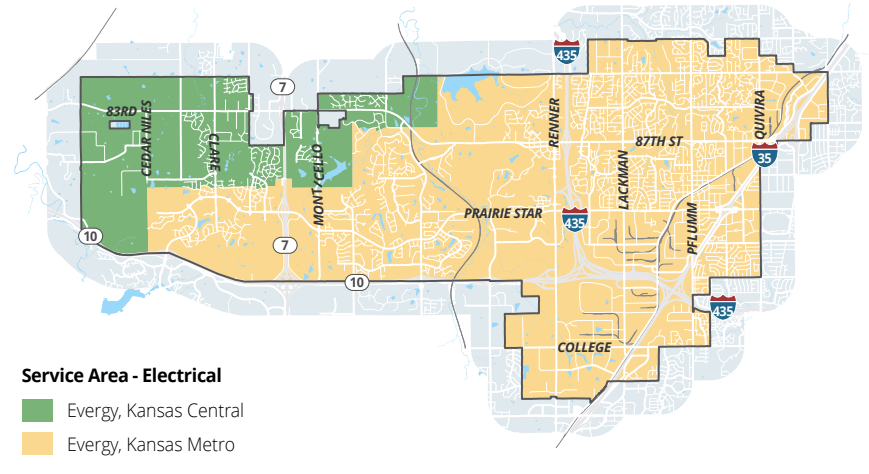 435
7
83RD
CEDAR NILES
CLARE
MONTICELLO
RENNER
87TH ST
QUIVIRA
35
LACKMAN
PFLUMM
PRAIRIE STAR
435
10
7
10
435
COLLEGE
Service Area - Electrical
Evergy, Kansas Central
Evergy, Kansas Metro